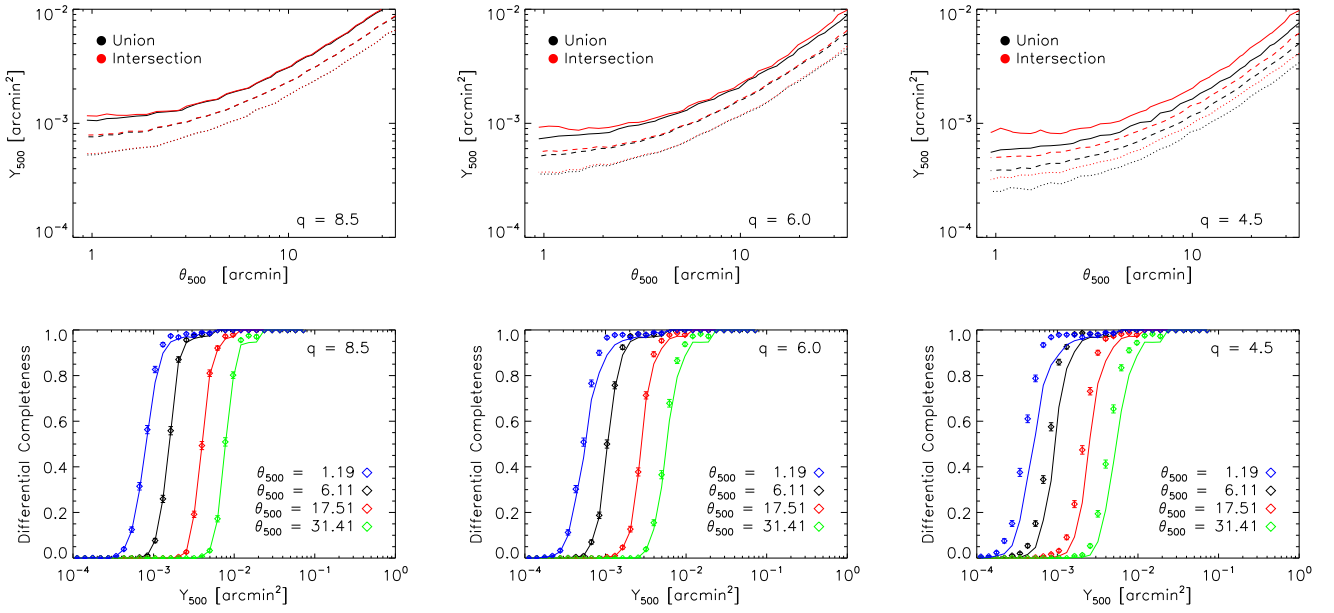 10⁻²
10⁻³
10⁻⁴
Y₅₀₀ [arcmin²]
Union
Intersection
q = 8.5
1 10
θ₅₀₀ [arcmin]
10⁻²
10⁻³
10⁻⁴
Y₅₀₀ [arcmin²]
Union
Intersection
q = 6.0
1 10
θ₅₀₀ [arcmin]
10⁻²
10⁻³
10⁻⁴
Y₅₀₀ [arcmin²]
Union
Intersection
q = 4.5
1 10
θ₅₀₀ [arcmin]
1.0
0.8
0.6
0.4
0.2
0.0
Differential Completeness
q = 8.5
θ₅₀₀ = 1.19
θ₅₀₀ = 6.11
θ₅₀₀ = 17.51
θ₅₀₀ = 31.41
10⁻⁴ 10⁻³ 10⁻² 10⁻¹ 10⁰
Y₅₀₀ [arcmin²]
1.0
0.8
0.6
0.4
0.2
0.0
Differential Completeness
q = 6.0
θ₅₀₀ = 1.19
θ₅₀₀ = 6.11
θ₅₀₀ = 17.51
θ₅₀₀ = 31.41
10⁻⁴ 10⁻³ 10⁻² 10⁻¹ 10⁰
Y₅₀₀ [arcmin²]
1.0
0.8
0.6
0.4
0.2
0.0
Differential Completeness
q = 4.5
θ₅₀₀ = 1.19
θ₅₀₀ = 6.11
θ₅₀₀ = 17.51
θ₅₀₀ = 31.41
10⁻⁴ 10⁻³ 10⁻² 10⁻¹ 10⁰
Y₅₀₀ [arcmin²]